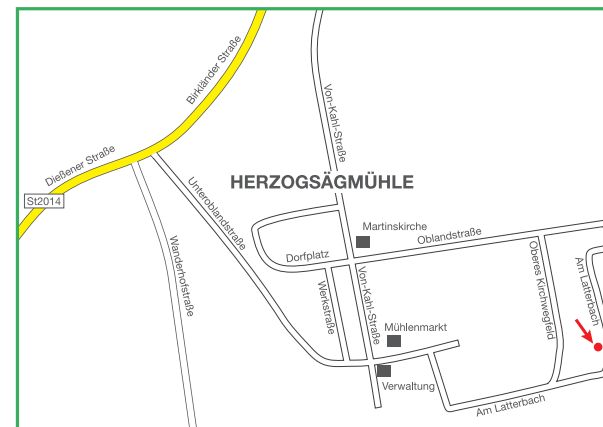 Birkländer Straße
Dießener Straße
St2014
Von-Kahl-Straße
HERZOGSÄGMÜHLE
Unteroblandstraße
Wanderhofstraße
Martinskirche
Oblandstraße
Dorfplatz
Oberes Kirchwegfeld
Am Latterbach
Werkstraße
Von-Kahl-Straße
Mühlenmarkt
Verwaltung
Am Latterbach